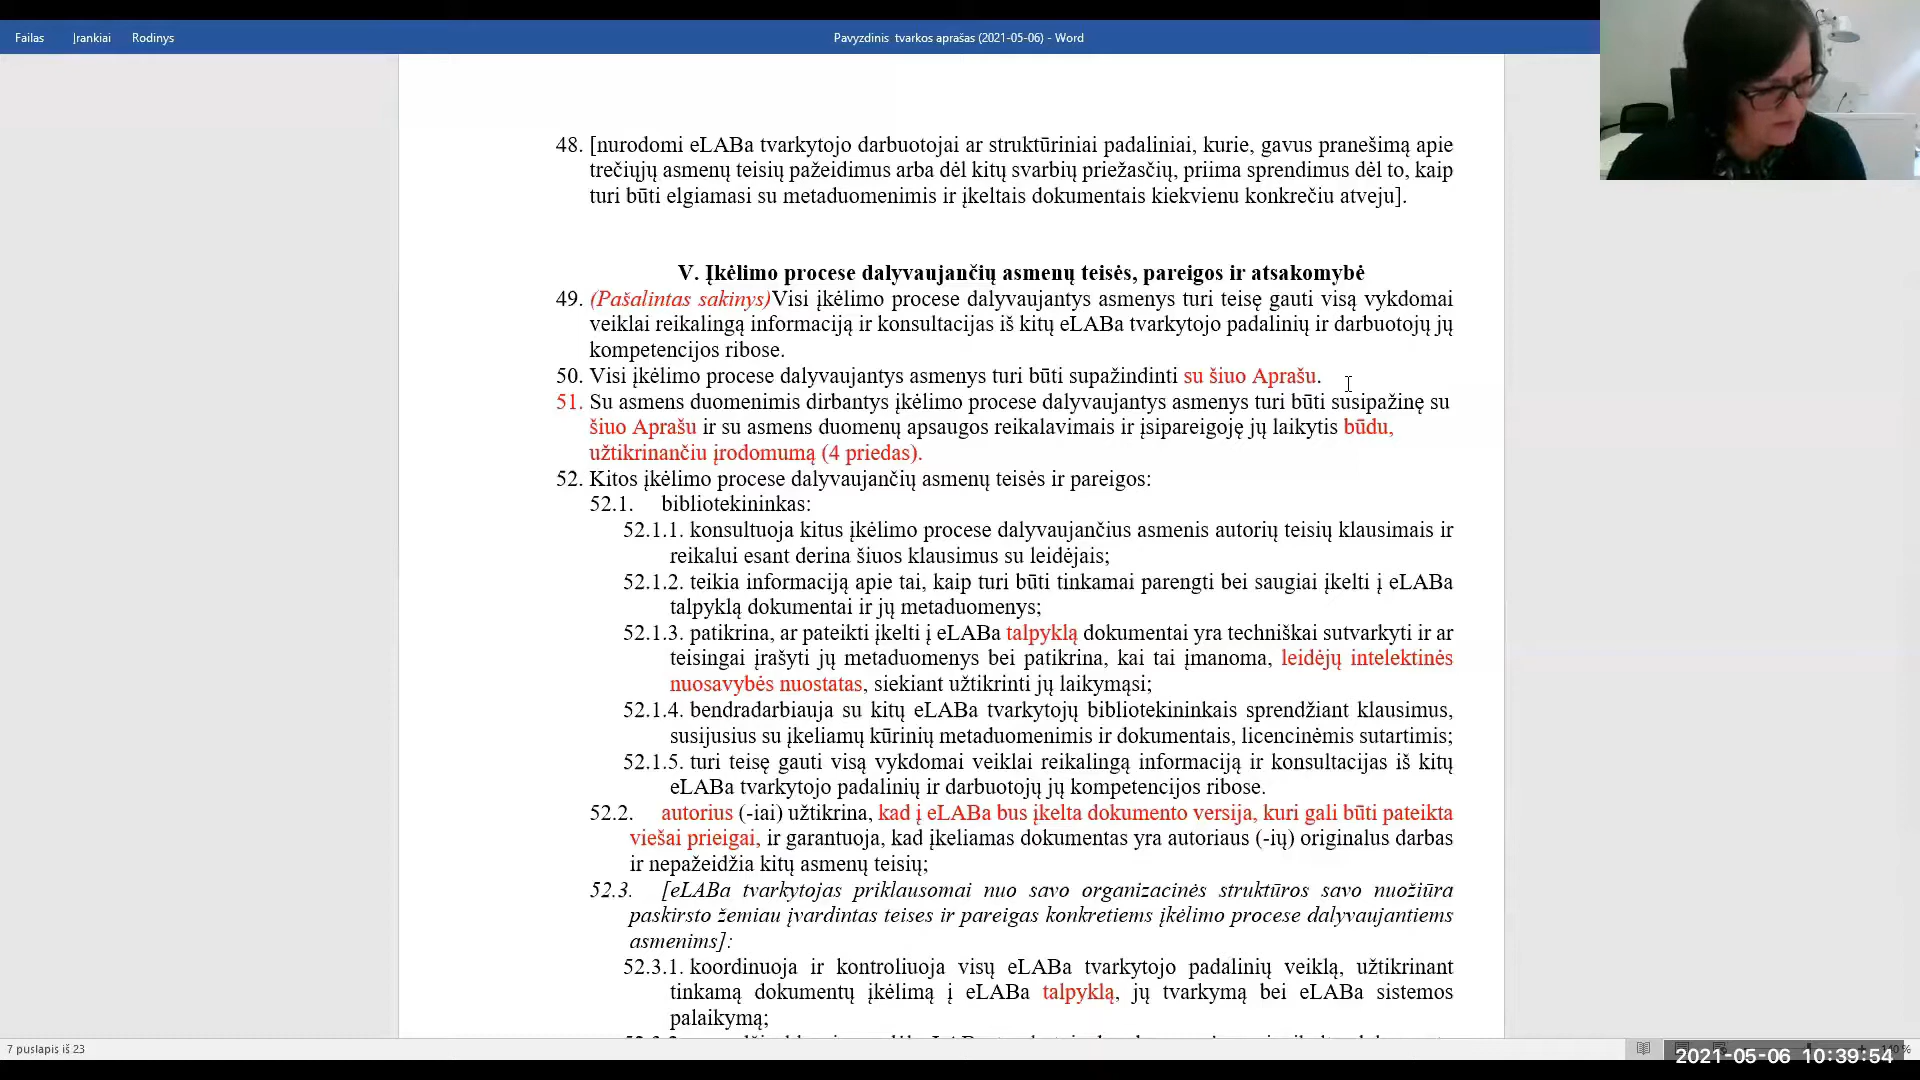 Failas Įrankiai Rodinys
Pavyzdinis tvarkos aprašas (2021-05-06) - Word
48. [nurodomi eLABa tvarkytojo darbuotojai ar struktūriniai padaliniai, kurie, gavus pranešimą apie
trečiųjų asmenų teisių pažeidimus arba dėl kitų svarbių priežasčių, priima sprendimus dėl to, kaip
turi būti elgiamasi su metaduomenimis ir įkeltais dokumentais kiekvienu konkrečiu atveju].
V. Įkėlimo procese dalyvaujančių asmenų teisės, pareigos ir atsakomybė
49. (Pašalintas sakinys)Visi įkėlimo procese dalyvaujantys asmenys turi teisę gauti visą vykdomai
veiklai reikalingą informaciją ir konsultacijas iš kitų eLABa tvarkytojo padalinių ir darbuotojų jų
kompetencijos ribose.
50. Visi įkėlimo procese dalyvaujantys asmenys turi būti supažindinti su šiuo Aprašu.
51. Su asmens duomenimis dirbantys įkėlimo procese dalyvaujantys asmenys turi būti susipažinę su
šiuo Aprašu ir su asmens duomenų apsaugos reikalavimais ir įsipareigoję jų laikytis būdu,
užtikrinančiu įrodomumą (4 priedas).
52. Kitos įkėlimo procese dalyvaujančių asmenų teisės ir pareigos:
52.1. bibliotekininkas:
52.1.1. konsultuoja kitus įkėlimo procese dalyvaujančius asmenis autorių teisių klausimais ir
reikalui esant derina šiuos klausimus su leidėjais;
52.1.2. teikia informaciją apie tai, kaip turi būti tinkamai parengti bei saugiai įkelti į eLABa
talpyklą dokumentai ir jų metaduomenys;
52.1.3. patikrina, ar pateikti įkelti į eLABa talpyklą dokumentai yra techniškai sutvarkyti ir ar
teisingai įrašyti jų metaduomenys bei patikrina, kai tai įmanoma, leidėjų intelektinės
nuosavybės nuostatas, siekiant užtikrinti jų laikymąsi;
52.1.4. bendradarbiauja su kitų eLABa tvarkytojų bibliotekininkais sprendžiant klausimus,
susijusius su įkeliamų kūrinių metaduomenimis ir dokumentais, licencinėmis sutartimis;
52.1.5. turi teisę gauti visą vykdomai veiklai reikalingą informaciją ir konsultacijas iš kitų
eLABa tvarkytojo padalinių ir darbuotojų jų kompetencijos ribose.
52.2. autorius (-iai) užtikrina, kad į eLABa bus įkelta dokumento versija, kuri gali būti pateikta
viešai prieigai, ir garantuoja, kad įkeliamas dokumentas yra autoriaus (-ių) originalus darbas
ir nepažeidžia kitų asmenų teisių;
52.3. [eLABa tvarkytojas priklausomai nuo savo organizacinės struktūros savo nuožiūra
paskirsto žemiau įvardintas teises ir pareigas konkretiems įkėlimo procese dalyvaujantiems
asmenims]:
52.3.1. koordinuoja ir kontroliuoja visų eLABa tvarkytojo padalinių veiklą, užtikrinant
tinkamą dokumentų įkėlimą į eLABa talpyklą, jų tvarkymą bei eLABa sistemos
palaikymą;
7 puslapis iš 23
2021-05-06 10:39:54